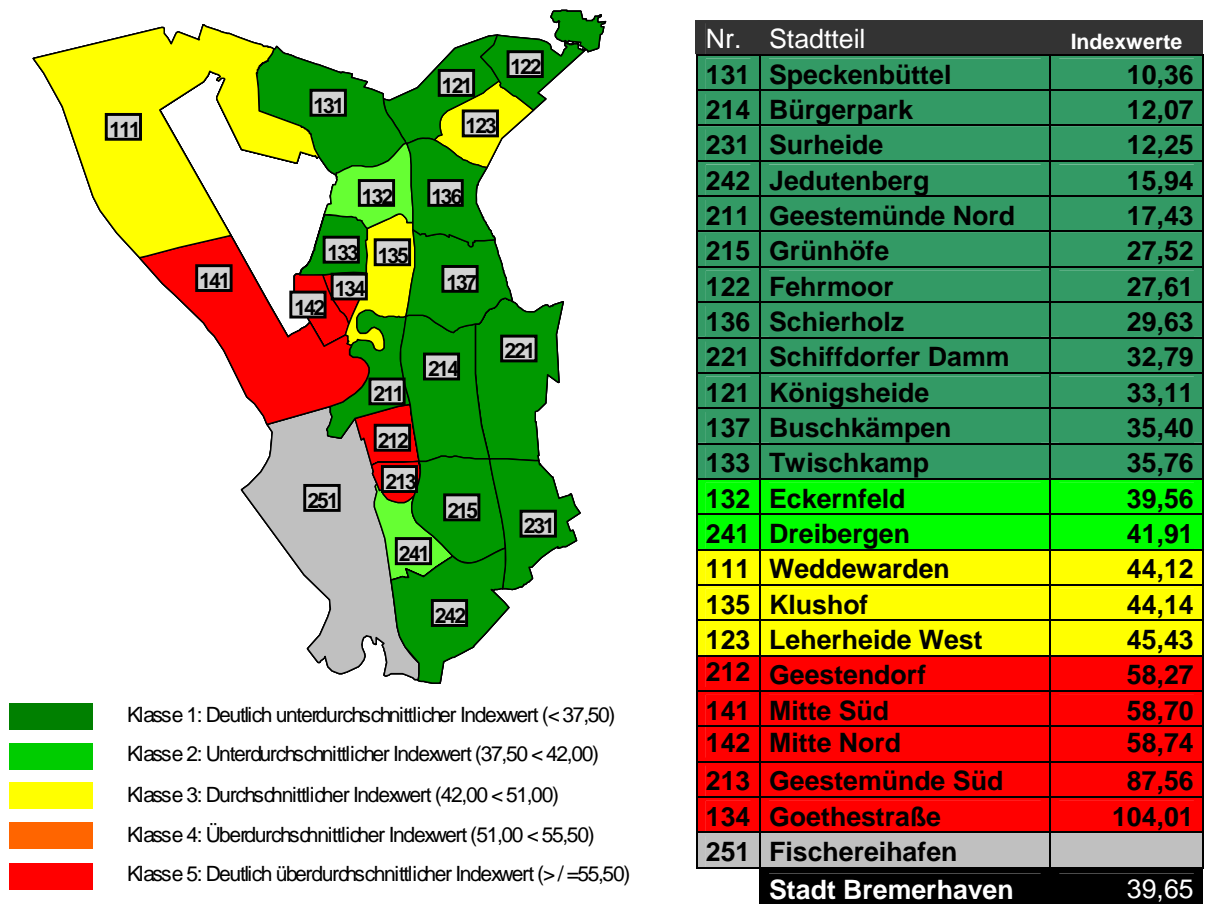 122
121
131
123
111
132
136
133
135
141
134
137
142
221
214
211
212
213
251
215
231
241
242
Klasse 1: Deutlich unterdurchschnittlicher Indexwert (< 37,50)
Klasse 2: Unterdurchschnittlicher Indexwert (37,50 < 42,00)
Klasse 3: Durchschnittlicher Indexwert (42,00 < 51,00)
Klasse 4: Überdurchschnittlicher Indexwert (51,00 < 55,50)
Klasse 5: Deutlich überdurchschnittlicher Indexwert (> / =55,50)
Nr. Stadtteil Indexwerte
131 Speckenbüttel 10,36
214 Bürgerpark 12,07
231 Surheide 12,25
242 Jedutenberg 15,94
211 Geestemünde Nord 17,43
215 Grünhöfe 27,52
122 Fehrmoor 27,61
136 Schierholz 29,63
221 Schiffdorfer Damm 32,79
121 Königsheide 33,11
137 Buschkämpen 35,40
133 Twischkamp 35,76
132 Eckernfeld 39,56
241 Dreibergen 41,91
111 Weddewarden 44,12
135 Klushof 44,14
123 Leherheide West 45,43
212 Geestendorf 58,27
141 Mitte Süd 58,70
142 Mitte Nord 58,74
213 Geestemünde Süd 87,56
134 Goethestraße 104,01
251 Fischereihafen
Stadt Bremerhaven 39,65